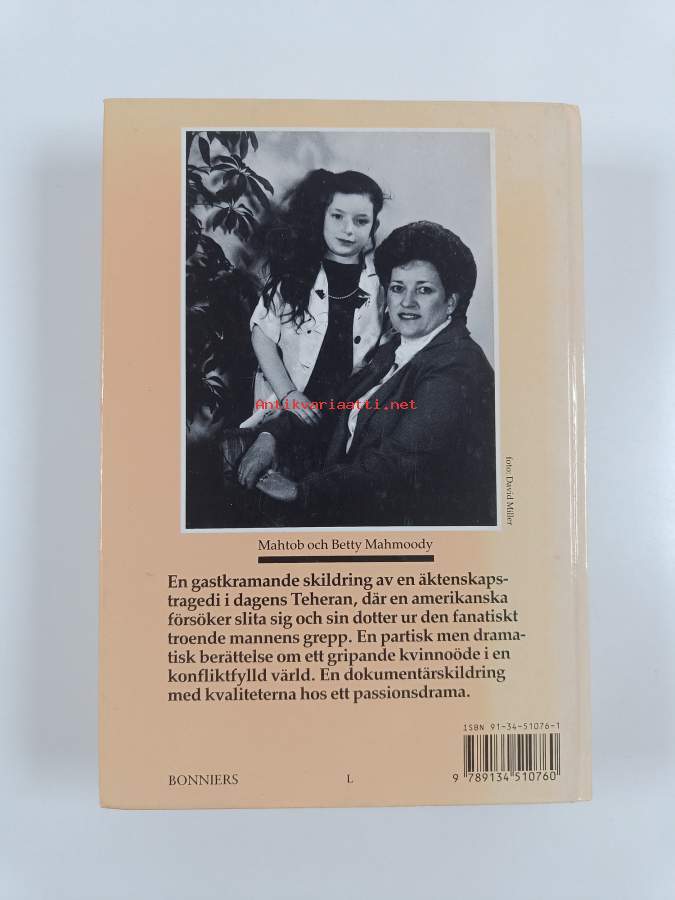 Antikvariaatti.net
foto: David Miller
Mahtob och Betty Mahmoody
En gastkramande skildring av en äktenskaps-
tragedi i dagens Teheran, där en amerikanska
försöker slita sig och sin dotter ur den fanatiskt
troende mannens grepp. En partisk men drama-
tisk berättelse om ett gripande kvinnoöde i en
konfliktfylld värld. En dokumentärskildring
med kvaliteterna hos ett passionsdrama.
ISBN 91-34-51076-1
9 789134 510760
BONNIERS L